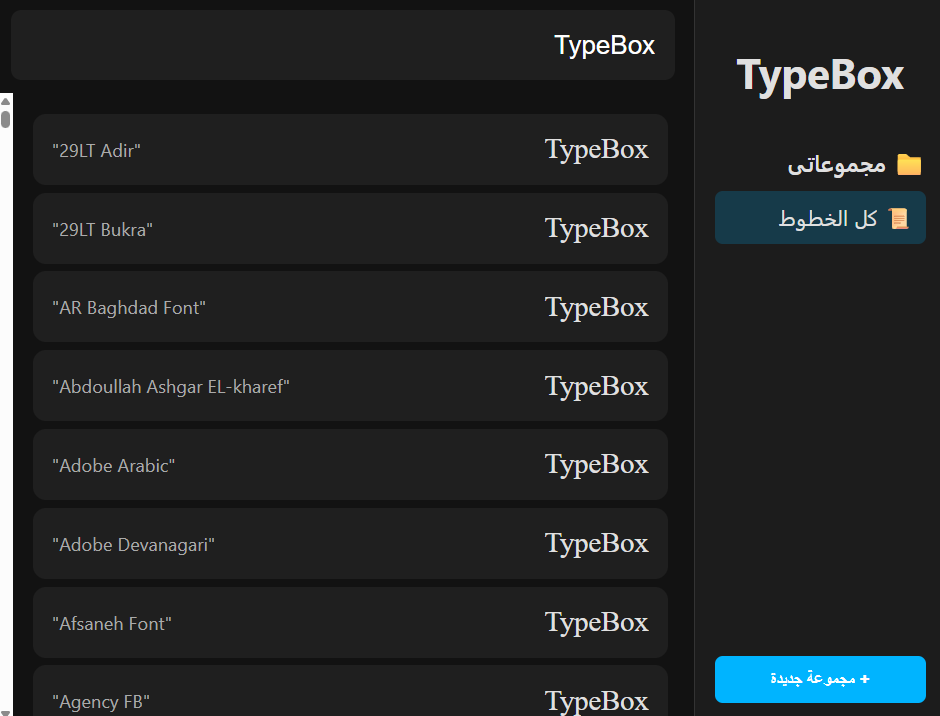 TypeBox
مجموعاتى
كل الخطوط
+ مجموعة جديدة
TypeBox
TypeBox "29LT Adir"
TypeBox "29LT Bukra"
TypeBox "AR Baghdad Font"
TypeBox "Abdoullah Ashgar EL-kharef"
TypeBox "Adobe Arabic"
TypeBox "Adobe Devanagari"
TypeBox "Afsaneh Font"
TypeBox "Agency FB"